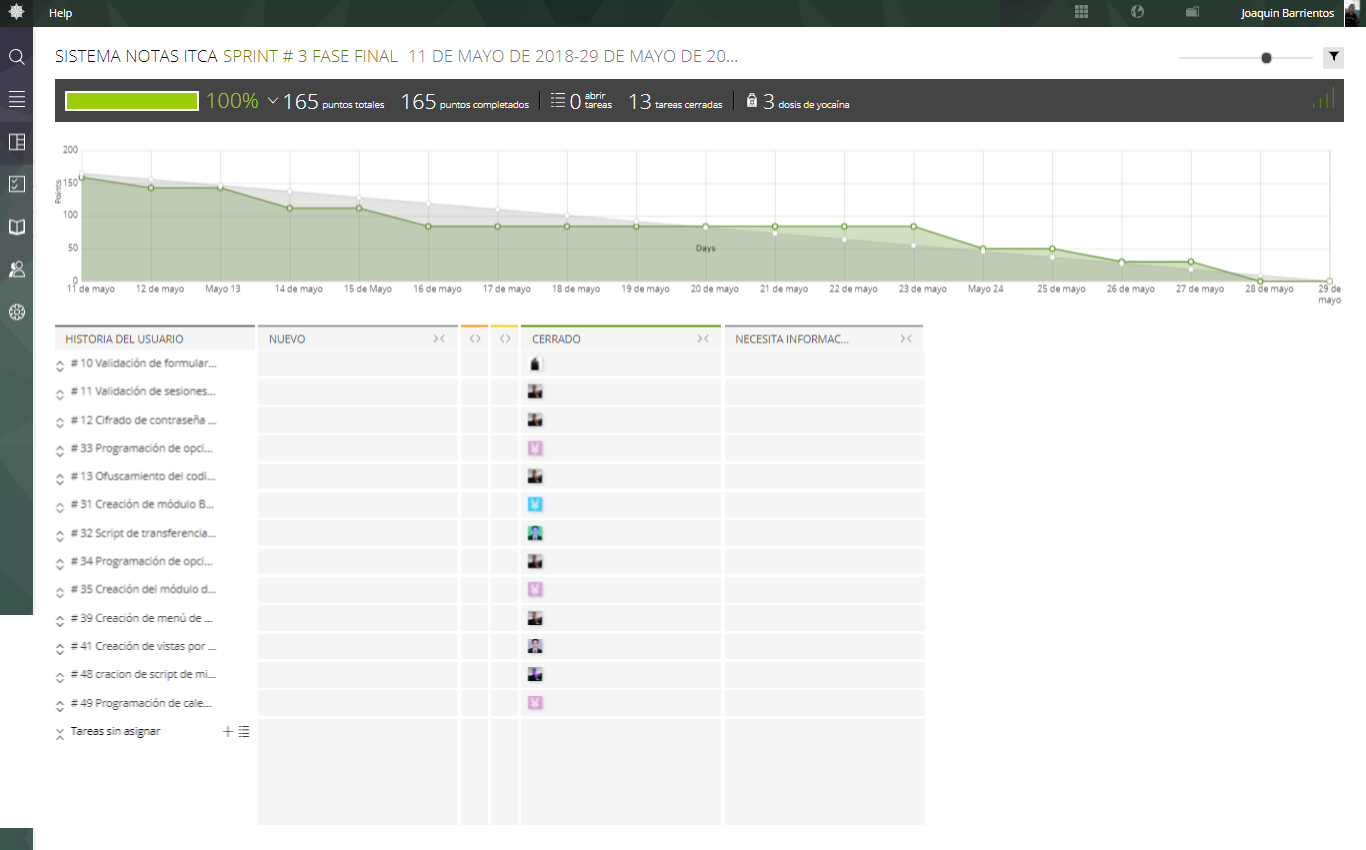 Help
Joaquin Barrientos
SISTEMA NOTAS ITCA SPRINT # 3 FASE FINAL 11 DE MAYO DE 2018-29 DE MAYO DE 20...
100% 165 puntos totales 165 puntos completados 0 abrir tareas 13 tareas cerradas 3 dosis de yocaína
200
150
100
50
0
Points
Days
11 de mayo 12 de mayo Mayo 13 14 de mayo 15 de Mayo 16 de mayo 17 de mayo 18 de mayo 19 de mayo 20 de mayo 21 de mayo 22 de mayo 23 de mayo Mayo 24 25 de mayo 26 de mayo 27 de mayo 28 de mayo 29 de mayo
HISTORIA DEL USUARIO NUEVO CERRADO NECESITA INFORMAC...
# 10 Validación de formular...
# 11 Validación de sesiones...
# 12 Cifrado de contraseña ...
# 33 Programación de opci...
# 13 Ofuscamiento del codi...
# 31 Creación de módulo B...
# 32 Script de transferencia...
# 34 Programación de opci...
# 35 Creación del módulo d...
# 39 Creación de menú de ...
# 41 Creación de vistas por ...
# 48 cracion de script de mi...
# 49 Programación de cale...
Tareas sin asignar